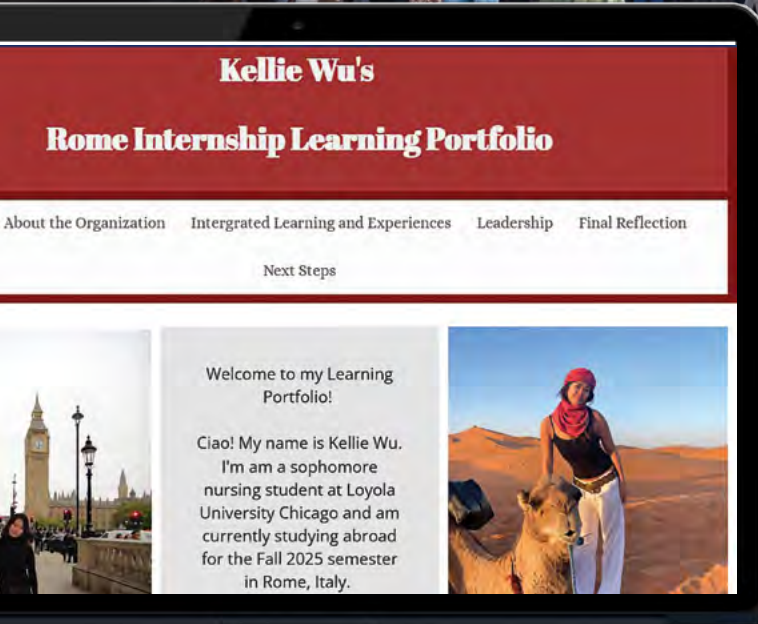 Kellie Wu's
Rome Internship Learning Portfolio
About the Organization Intergrated Learning and Experiences Leadership Final Reflection
Next Steps
Welcome to my Learning
Portfolio!
Ciao! My name is Kellie Wu.
I'm am a sophomore
nursing student at Loyola
University Chicago and am
currently studying abroad
for the Fall 2025 semester
in Rome, Italy.